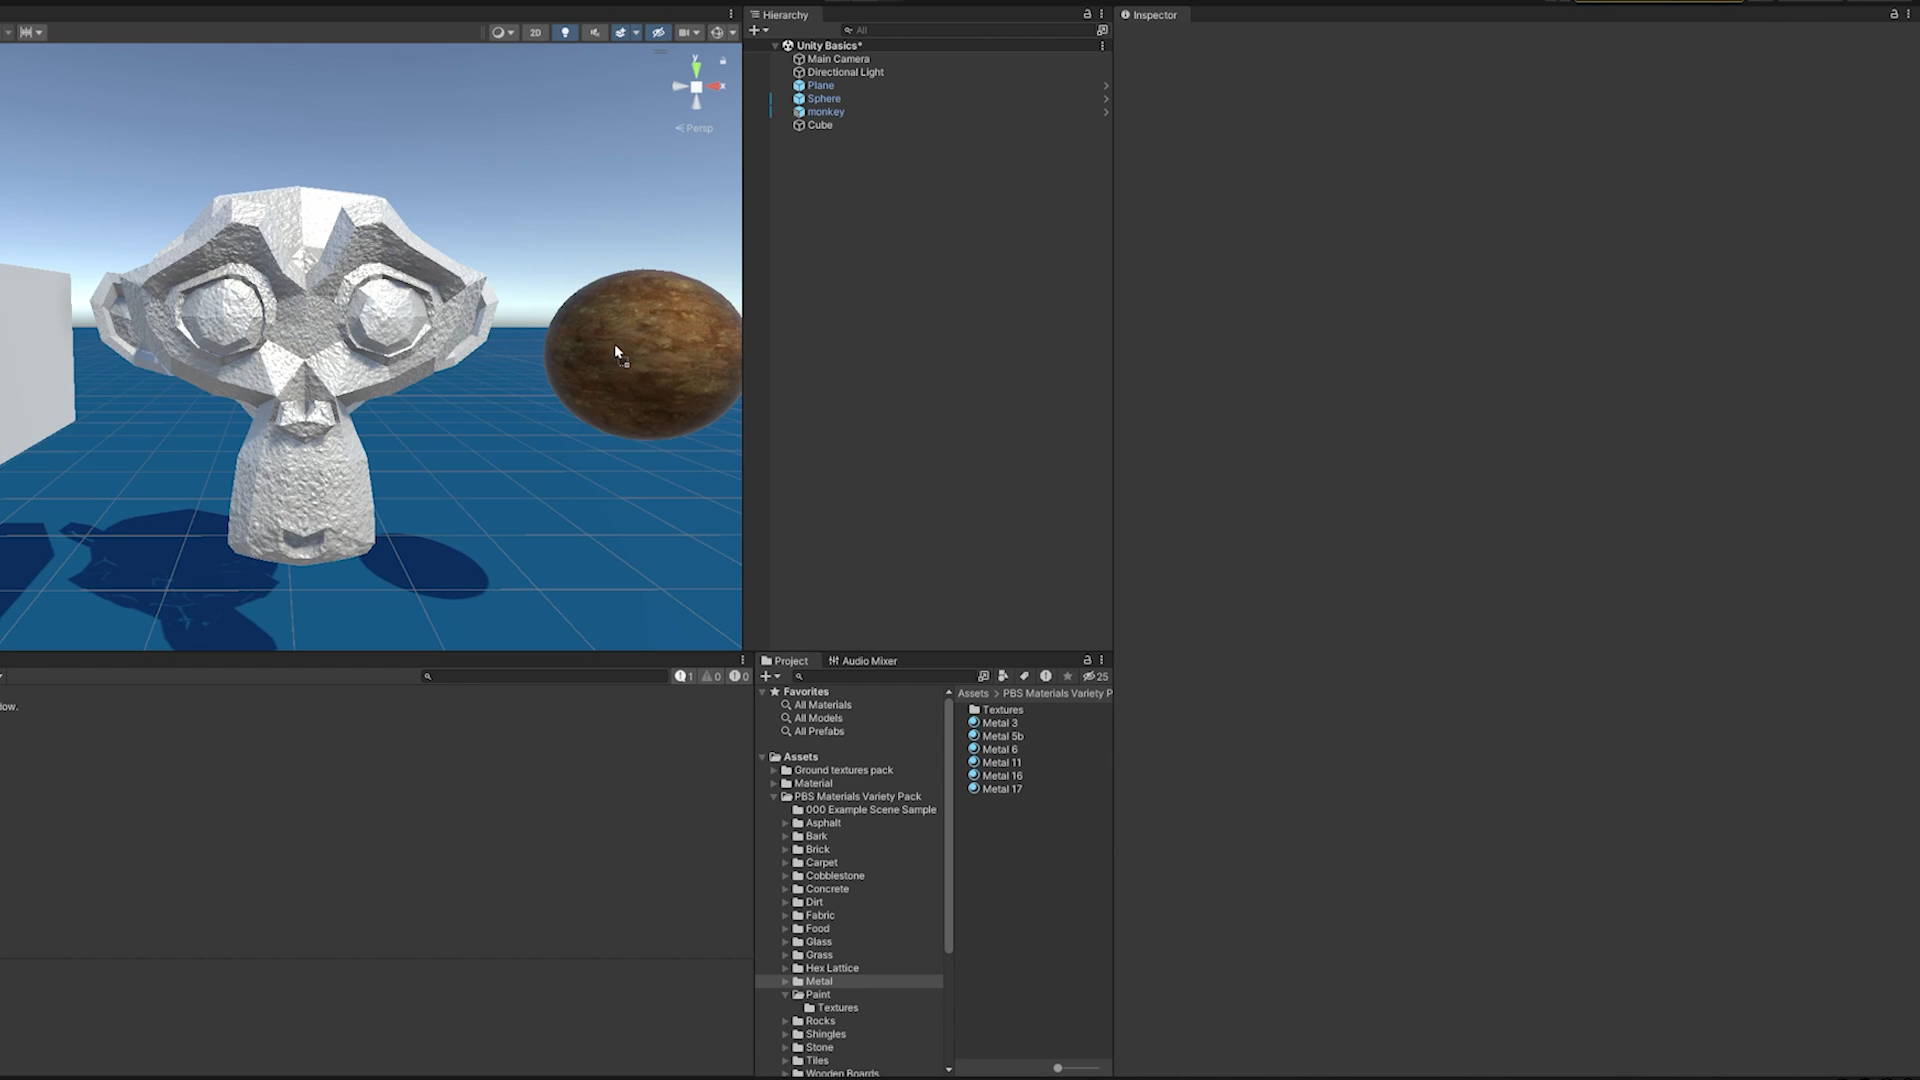 Hierarchy
Inspector
2D
All
Unity Basics*
Main Camera
Directional Light
Plane
Sphere
monkey
Cube
y
x
Persp
Project
Audio Mixer
1
0
0
25
low.
Favorites
All Materials
All Models
All Prefabs
Assets
Ground textures pack
Material
PBS Materials Variety Pack
000 Example Scene Sample
Asphalt
Bark
Brick
Carpet
Cobblestone
Concrete
Dirt
Fabric
Food
Glass
Grass
Hex Lattice
Metal
Paint
Textures
Rocks
Shingles
Stone
Tiles
Wooden Boards
Assets > PBS Materials Variety P
Textures
Metal 3
Metal 5b
Metal 6
Metal 11
Metal 16
Metal 17